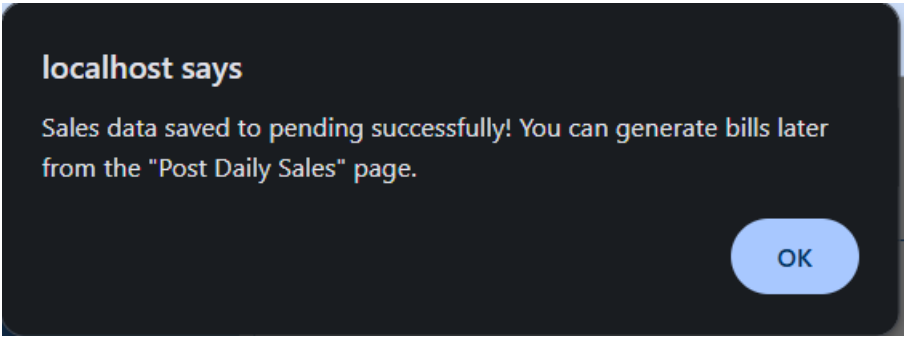 localhost says
Sales data saved to pending successfully! You can generate bills later
from the "Post Daily Sales" page.
OK